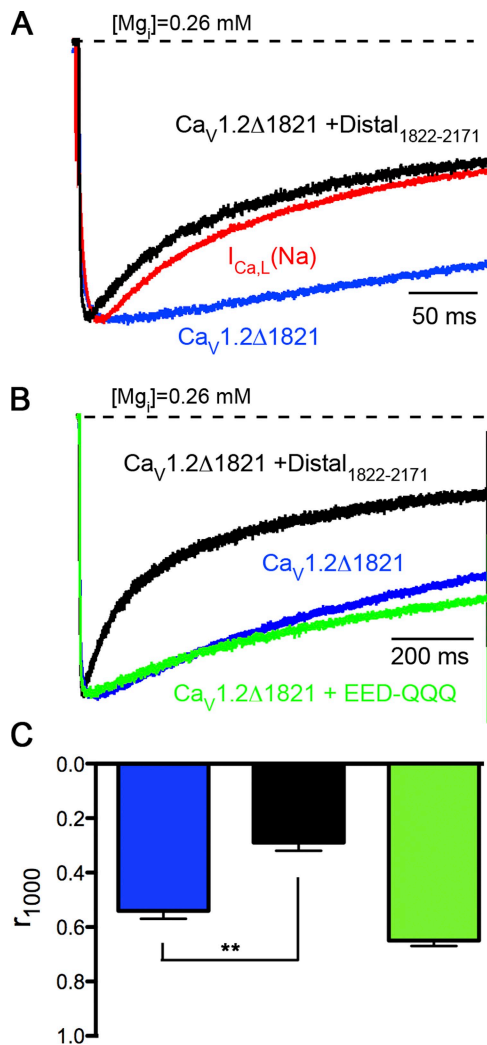 A
[Mgi]=0.26 mM
CaV1.2Δ1821 +Distal1822-2171
ICa,L(Na)
CaV1.2Δ1821
50 ms
B
[Mgi]=0.26 mM
CaV1.2Δ1821 +Distal1822-2171
CaV1.2Δ1821
200 ms
CaV1.2Δ1821 + EED-QQQ
C
0.0
0.2
0.4
0.6
0.8
1.0
r1000
**